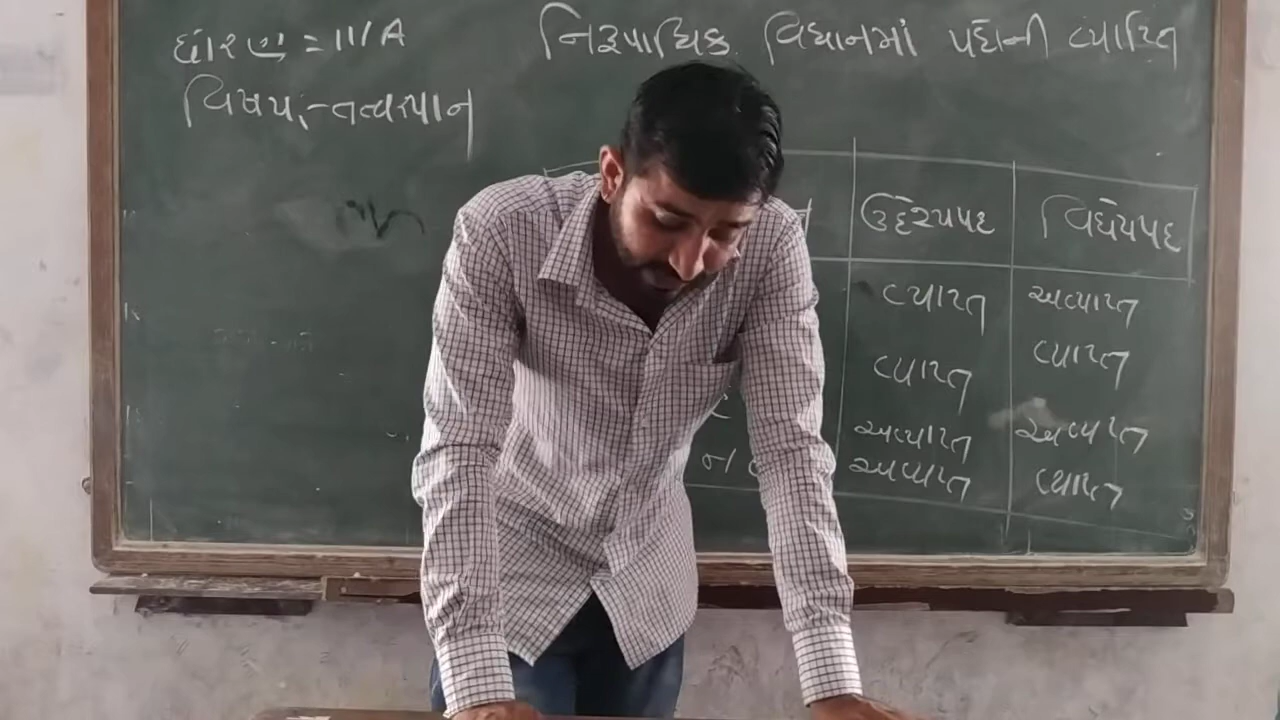 ધોરણ = 11/A
વિષય :- તત્વજ્ઞાન
નિરૂપાધિક વિધાનમાં પદોની વ્યાપ્તિ
ઉદ્દેશ્યપદ વિધેયપદ
વ્યાપ્ત અવ્યાપ્ત
વ્યાપ્ત વ્યાપ્ત
અવ્યાપ્ત અવ્યાપ્ત
અવ્યાપ્ત વ્યાપ્ત